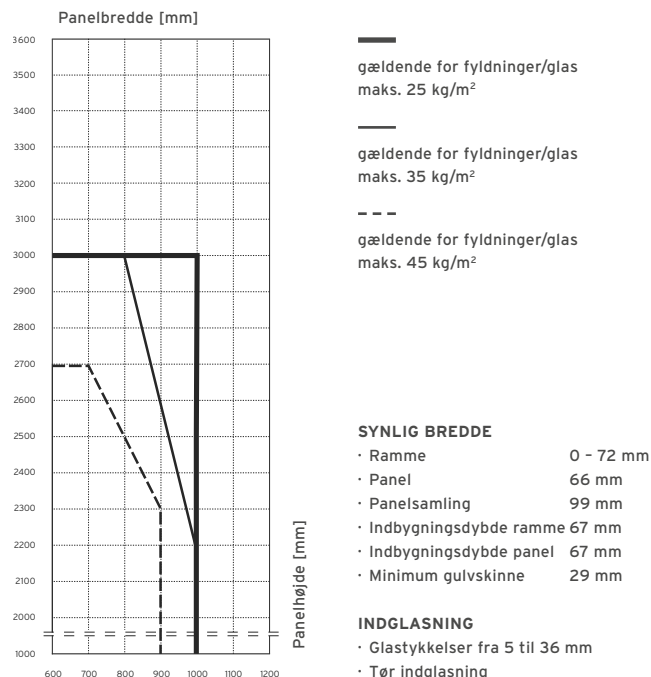 Panelbredde [mm]
3600
3500
3400
3300
3200
3100
3000
2900
2800
2700
2600
2500
2400
2300
2200
2100
2000
1000
600 700 800 900 1000 1100 1200
Panelhøjde [mm]
gældende for fyldninger/glas
maks. 25 kg/m²
gældende for fyldninger/glas
maks. 35 kg/m²
gældende for fyldninger/glas
maks. 45 kg/m²
SYNLIG BREDDE
· Ramme 0 – 72 mm
· Panel 66 mm
· Panelsamling 99 mm
· Indbygningsdybde ramme 67 mm
· Indbygningsdybde panel 67 mm
· Minimum gulvskinne 29 mm
INDGLASNING
· Glastykkelser fra 5 til 36 mm
· Tør indglasning